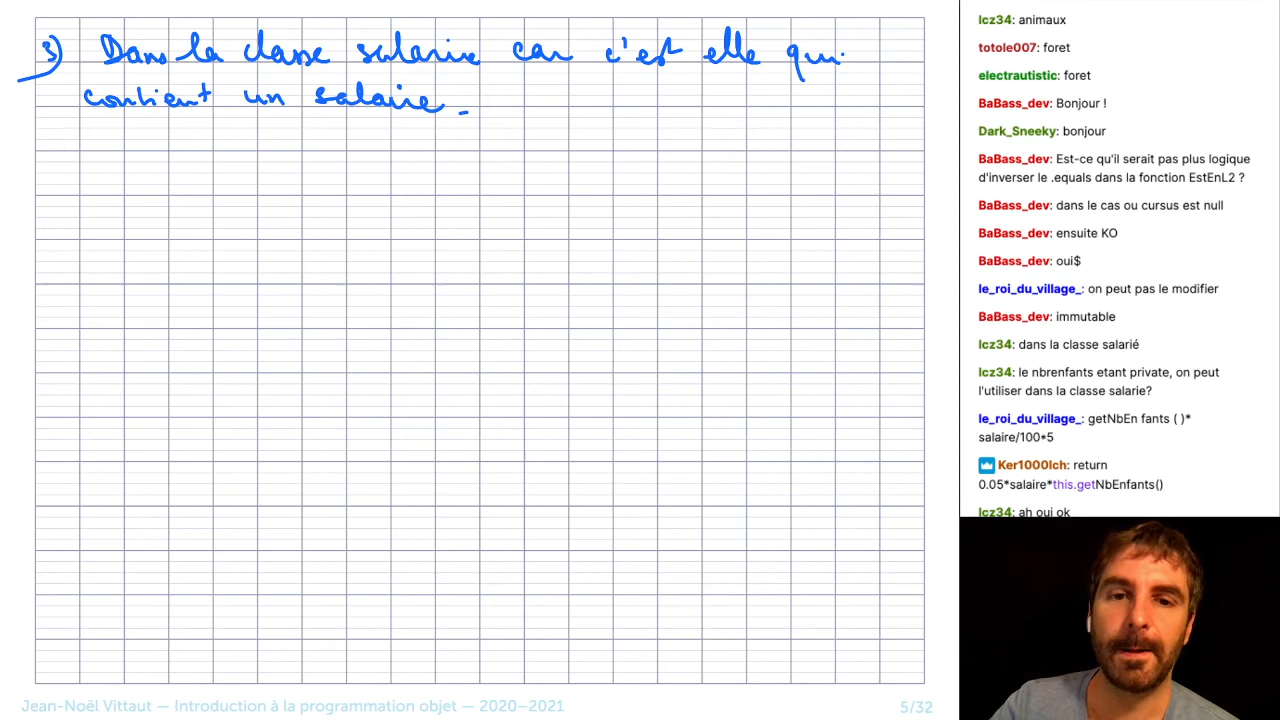 3) Dans la classe salarie car c'est elle qui
contient un salaire.
Jean-Noël Vittaut — Introduction à la programmation objet — 2020–2021
5/32
lcz34: animaux
totole007: foret
electrautistic: foret
BaBass_dev: Bonjour !
Dark_Sneeky: bonjour
BaBass_dev: Est-ce qu'il serait pas plus logique
d'inverser le .equals dans la fonction EstEnL2 ?
BaBass_dev: dans le cas ou cursus est null
BaBass_dev: ensuite KO
BaBass_dev: oui$
le_roi_du_village_: on peut pas le modifier
BaBass_dev: immutable
lcz34: dans la classe salarié
lcz34: le nbrenfants etant private, on peut
l'utiliser dans la classe salarie?
le_roi_du_village_: getNbEn fants ( )*
salaire/100*5
Ker1000lch: return
0.05*salaire*this.getNbEnfants()
lcz34: ah oui ok